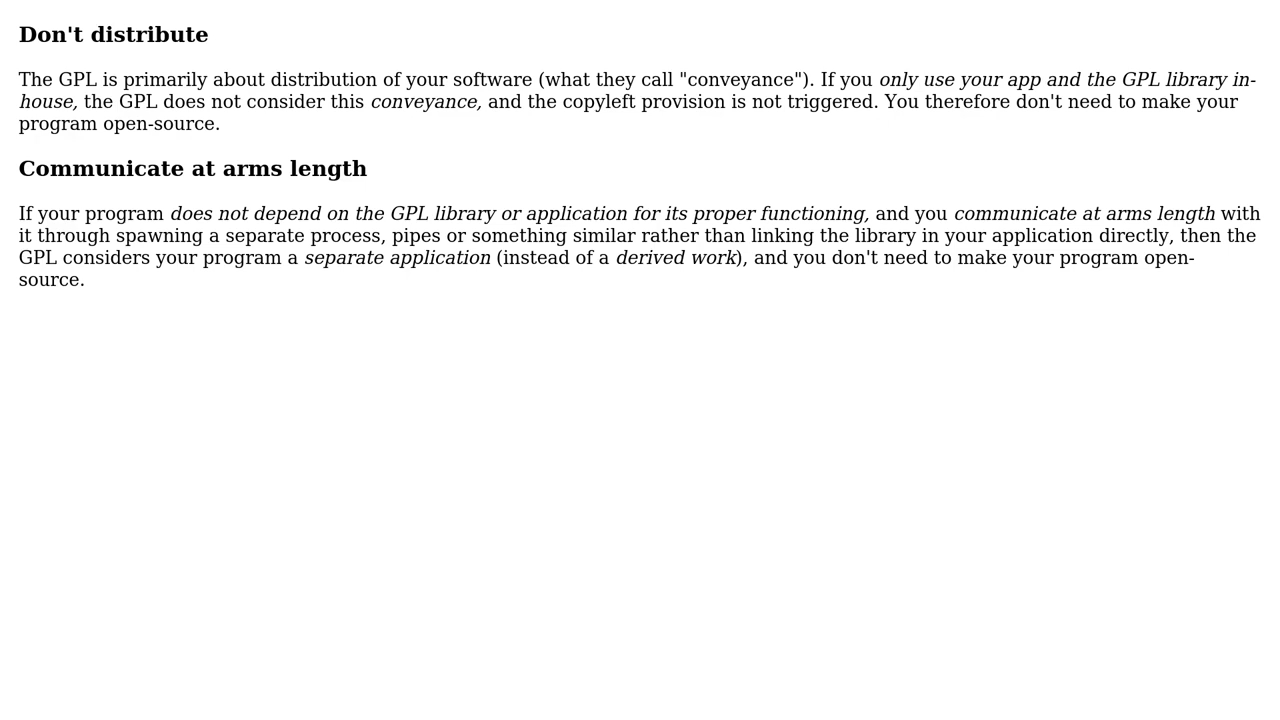 Don't distribute
The GPL is primarily about distribution of your software (what they call "conveyance"). If you only use your app and the GPL library in-
house, the GPL does not consider this conveyance, and the copyleft provision is not triggered. You therefore don't need to make your
program open-source.
Communicate at arms length
If your program does not depend on the GPL library or application for its proper functioning, and you communicate at arms length with
it through spawning a separate process, pipes or something similar rather than linking the library in your application directly, then the
GPL considers your program a separate application (instead of a derived work), and you don't need to make your program open-
source.